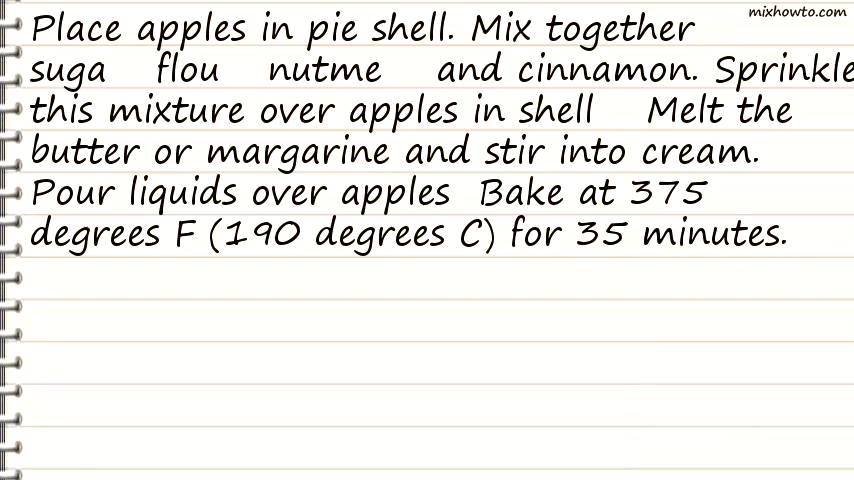 mixhowto.com
Place apples in pie shell. Mix together
suga flou nutme and cinnamon. Sprinkle
this mixture over apples in shell Melt the
butter or margarine and stir into cream.
Pour liquids over apples Bake at 375
degrees F (190 degrees C) for 35 minutes.